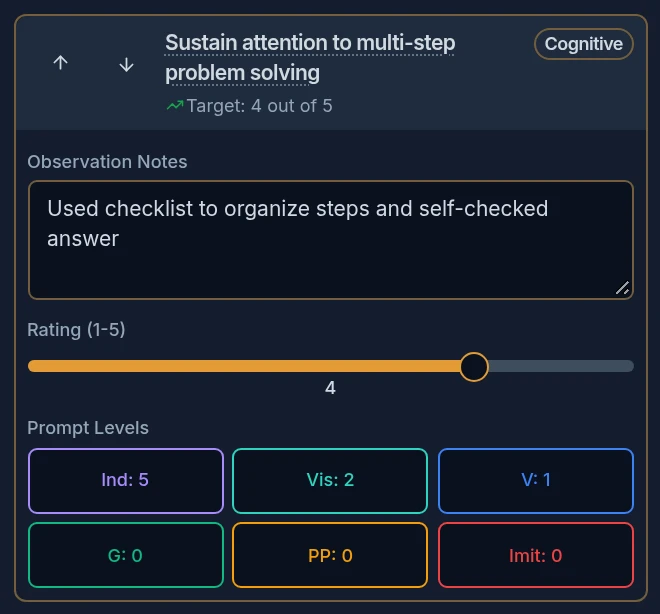 Sustain attention to multi-step
problem solving
Cognitive
Target: 4 out of 5
Observation Notes
Used checklist to organize steps and self-checked
answer
Rating (1-5)
4
Prompt Levels
Ind: 5
Vis: 2
V: 1
G: 0
PP: 0
Imit: 0